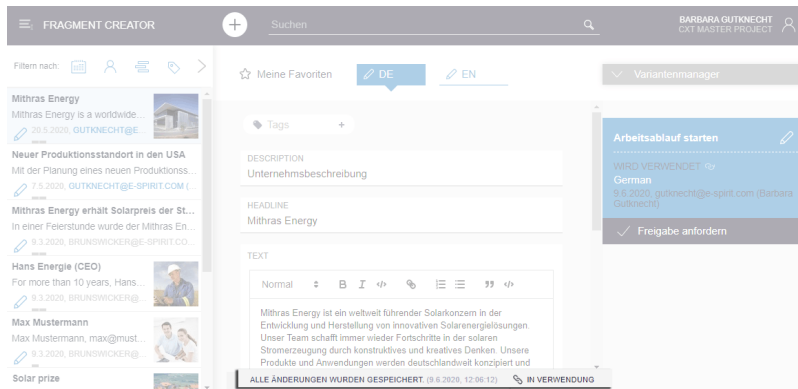 FRAGMENT CREATOR
Suchen
BARBARA GUTKNECHT
CXT MASTER PROJECT
Filtern nach:
Meine Favoriten
DE
EN
Variantenmanager
Mithras Energy
Mithras Energy is a worldwide...
20.5.2020, GUTKNECHT@E...
Neuer Produktionsstandort in den USA
Mit der Planung eines neuen Produktionss...
7.5.2020, GUTKNECHT@E-SPIRIT.COM (...
Mithras Energy erhält Solarpreis der St...
In einer Feierstunde wurde der Mithras En...
9.3.2020, BRUNSWICKER@E-SPIRIT.CO...
Hans Energie (CEO)
For more than 10 years, Hans...
9.3.2020, BRUNSWICKER@...
Max Mustermann
Max Mustermann, max@must...
9.3.2020, BRUNSWICKER@...
Solar prize
Tags +
DESCRIPTION
Unternehmsbeschreibung
HEADLINE
Mithras Energy
TEXT
Normal B I </> </>
Mithras Energy ist ein weltweit führender Solarkonzern in der
Entwicklung und Herstellung von innovativen Solarenergielösungen.
Unser Team schafft immer wieder Fortschritte in der solaren
Stromerzeugung durch konstruktives und kreatives Denken. Unsere
Produkte und Anwendungen werden deutschlandweit konzipiert und
ALLE ÄNDERUNGEN WURDEN GESPEICHERT. (9.6.2020, 12:06:12) IN VERWENDUNG
Arbeitsablauf starten
WIRD VERWENDET
German
9.6.2020, gutknecht@e-spirit.com (Barbara
Gutknecht)
Freigabe anfordern